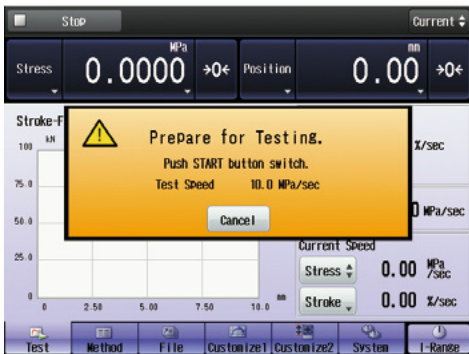 Stop
Current
Stress
MPa
0.0000
→0←
Position
mm
0.00
→0←
Stroke-F
kN
100
75.0
50.0
25.0
0
0
2.50
5.00
7.50
10.0
mm
Prepare for Testing.
Push START button switch.
Test Speed 10.0 MPa/sec
Cancel
%/sec
0 MPa/sec
Current Speed
Stress 0.00 MPa/sec
Stroke 0.00 %/sec
Test Method File Customize1 Customize2 System I-Range